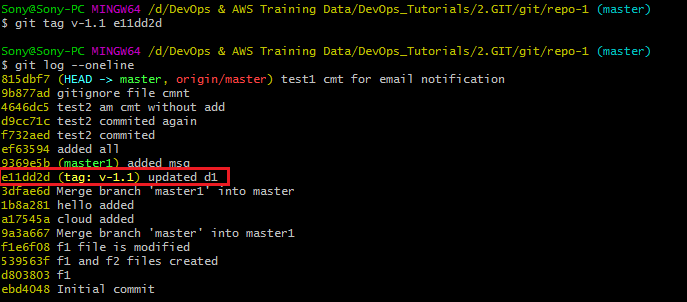 Sony@Sony-PC MINGW64 /d/DevOps & AWS Training Data/DevOps_Tutorials/2.GIT/git/repo-1 (master)
$ git tag v-1.1 e11dd2d
Sony@Sony-PC MINGW64 /d/DevOps & AWS Training Data/DevOps_Tutorials/2.GIT/git/repo-1 (master)
$ git log --oneline
815dbf7 (HEAD -> master, origin/master) test1 cmt for email notification
9b877ad gitignore file cmnt
4646dc5 test2 am cmt without add
d9cc71c test2 commited again
f732aed test2 commited
ef63594 added all
9369e5b (master1) added msg
e11dd2d (tag: v-1.1) updated d1
3dfae6d Merge branch 'master1' into master
1b8a281 hello added
a17545a cloud added
9a3a667 Merge branch 'master' into master1
f1e6f08 f1 file is modified
539563f f1 and f2 files created
d803803 f1
ebd4048 Initial commit